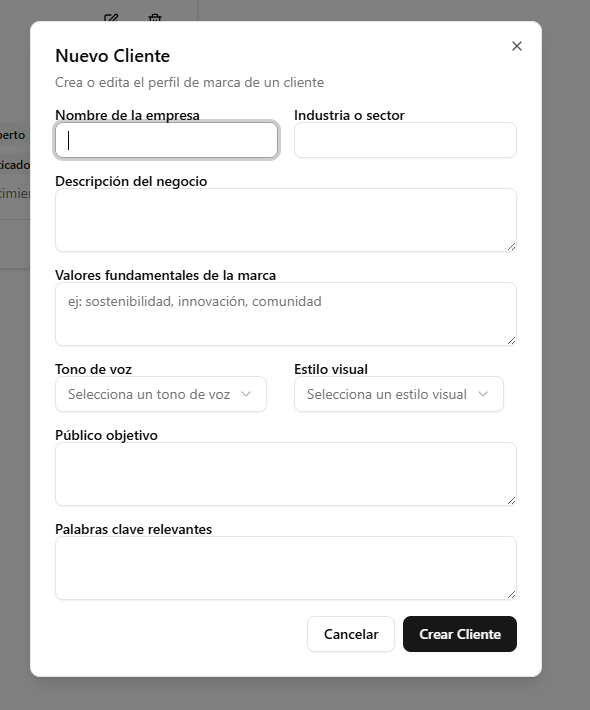 Nuevo Cliente
Crea o edita el perfil de marca de un cliente
Nombre de la empresa
Industria o sector
Descripción del negocio
Valores fundamentales de la marca
ej: sostenibilidad, innovación, comunidad
Tono de voz
Estilo visual
Selecciona un tono de voz
Selecciona un estilo visual
Público objetivo
Palabras clave relevantes
Cancelar
Crear Cliente